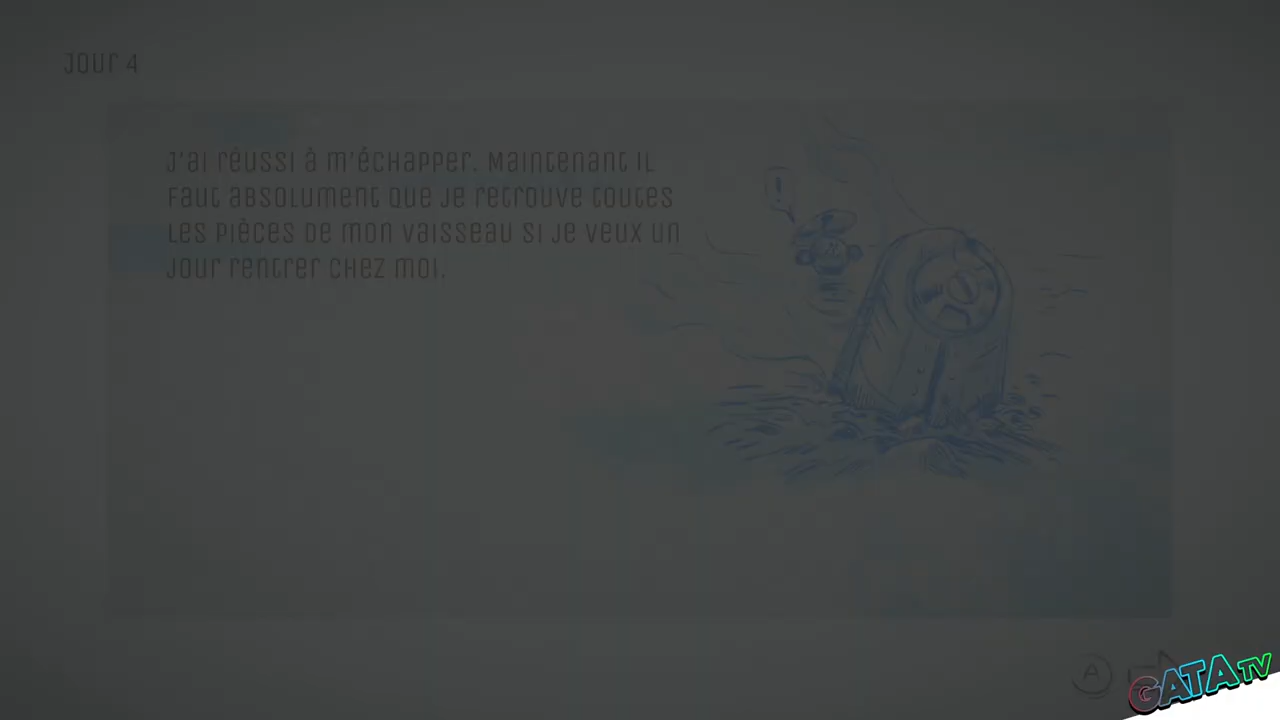 Jour 4
J'ai réussi à m'échapper. Maintenant il
faut absolument que je retrouve toutes
les pièces de mon vaisseau si je veux un
jour rentrer chez moi.
!
A
GATA TV